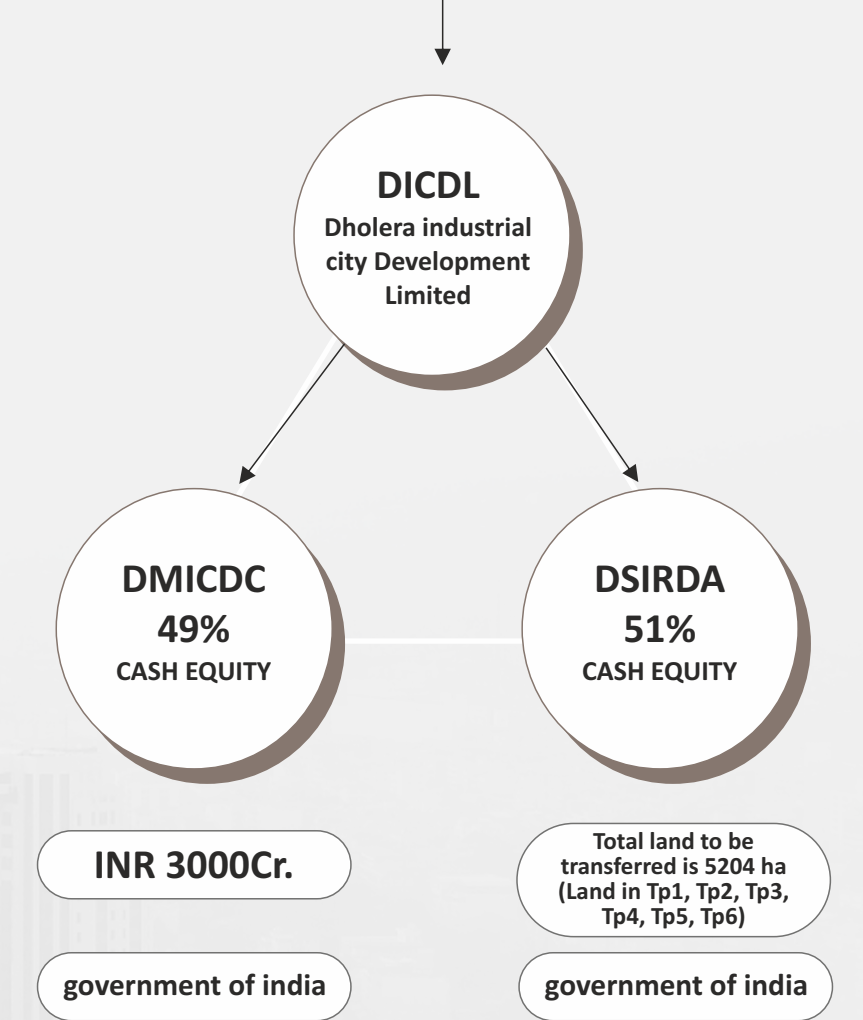 DICDL
Dholera industrial
city Development
Limited
DMICDC
49%
CASH EQUITY
DSIRDA
51%
CASH EQUITY
INR 3000Cr.
Total land to be
transferred is 5204 ha
(Land in Tp1, Tp2, Tp3,
Tp4, Tp5, Tp6)
government of india
government of india